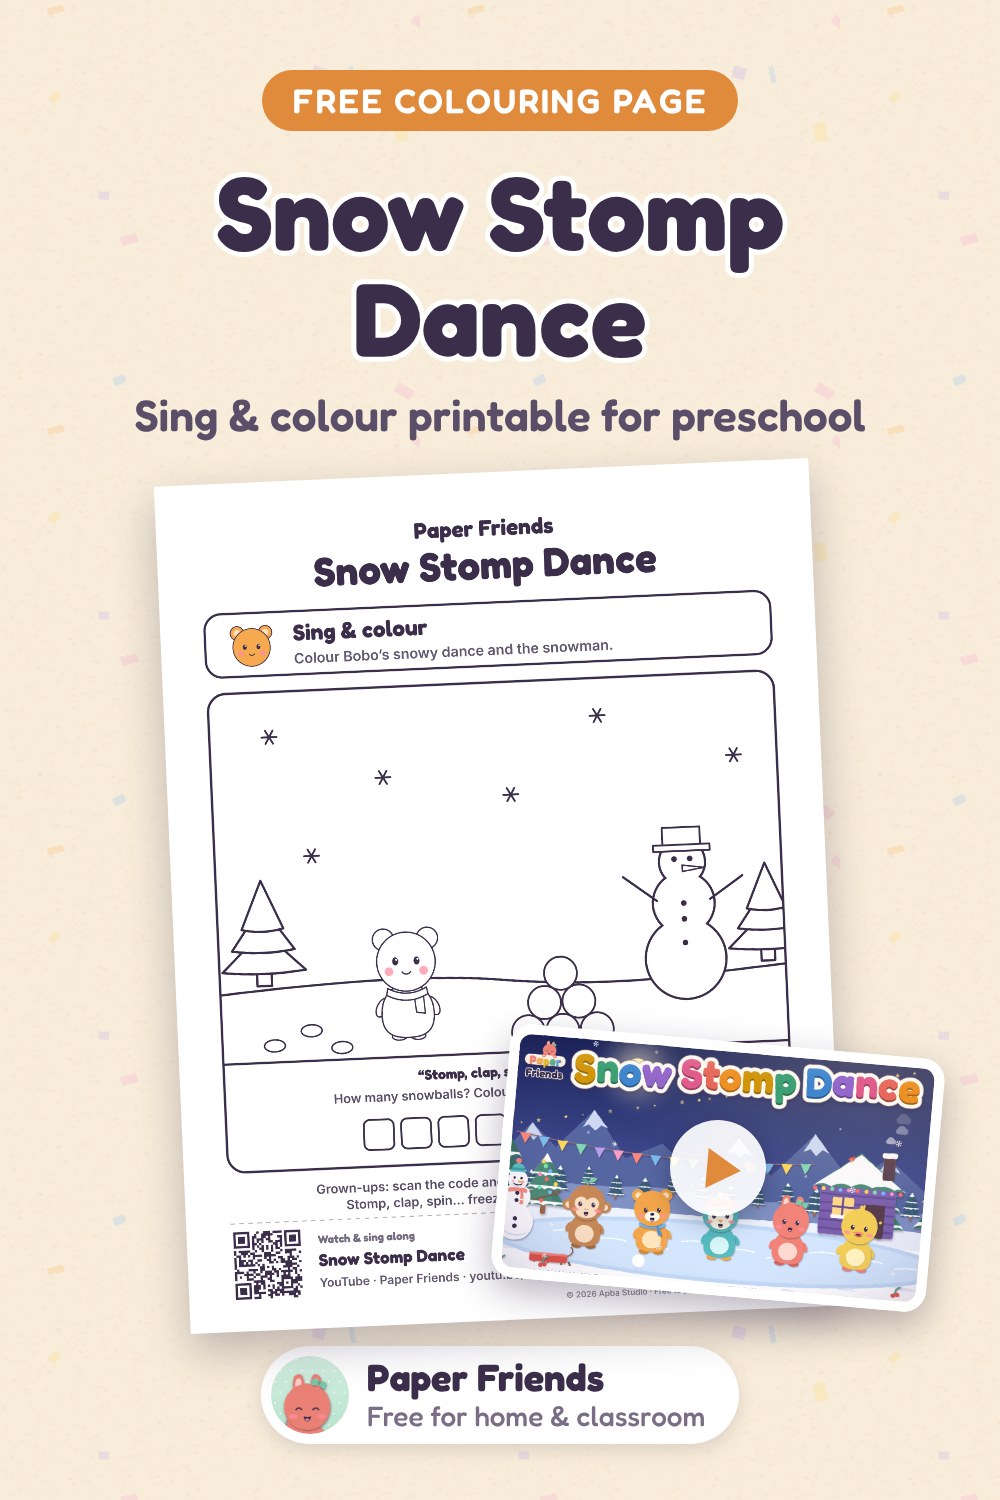 FREE COLOURING PAGE
Snow Stomp
Dance
Sing & colour printable for preschool
Paper Friends
Snow Stomp Dance
Sing & colour
Colour Bobo's snowy dance and the snowman.
"Stomp, clap,
How many snowballs?
Grown-ups: scan the code
Stomp, clap, spin...
Watch & sing along
Snow Stomp Dance
YouTube · Paper Friends ·
© 2026 Apba Studio ·
Paper Friends
Snow Stomp Dance
Paper Friends
Free for home & classroom